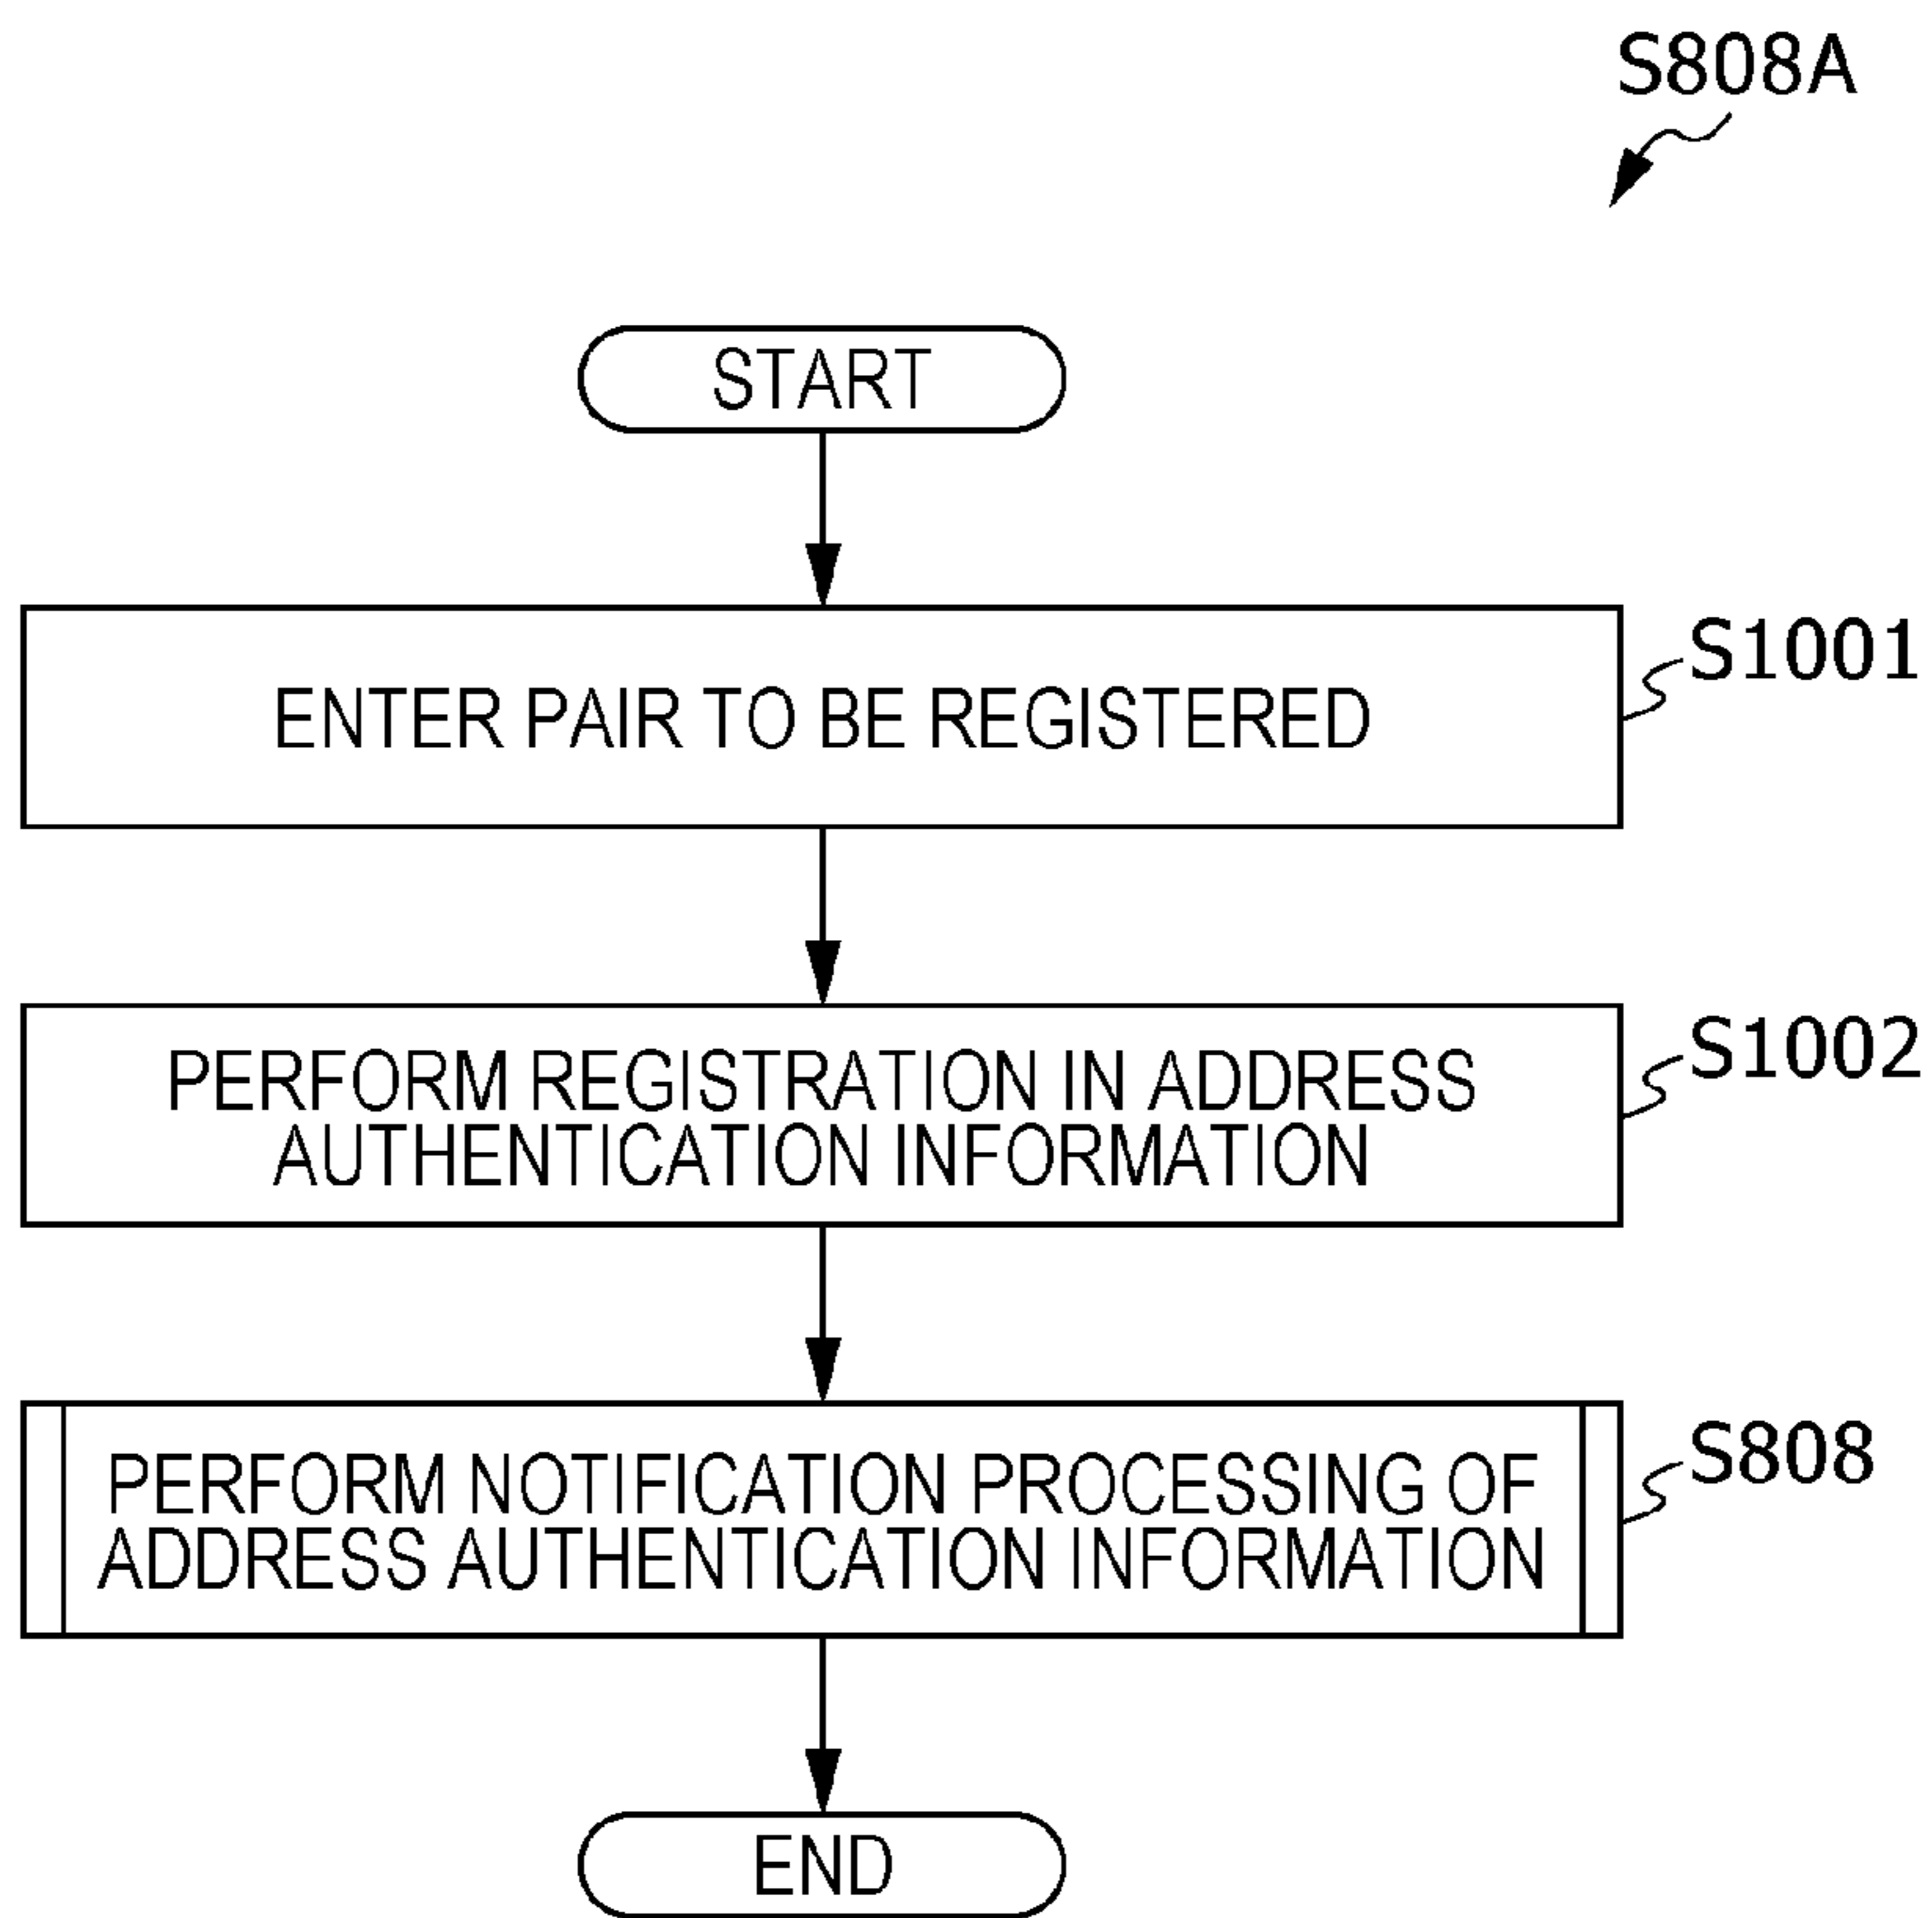 S808A
START
ENTER PAIR TO BE REGISTERED
S1001
PERFORM REGISTRATION IN ADDRESS
AUTHENTICATION INFORMATION
S1002
PERFORM NOTIFICATION PROCESSING OF
ADDRESS AUTHENTICATION INFORMATION
S808
END